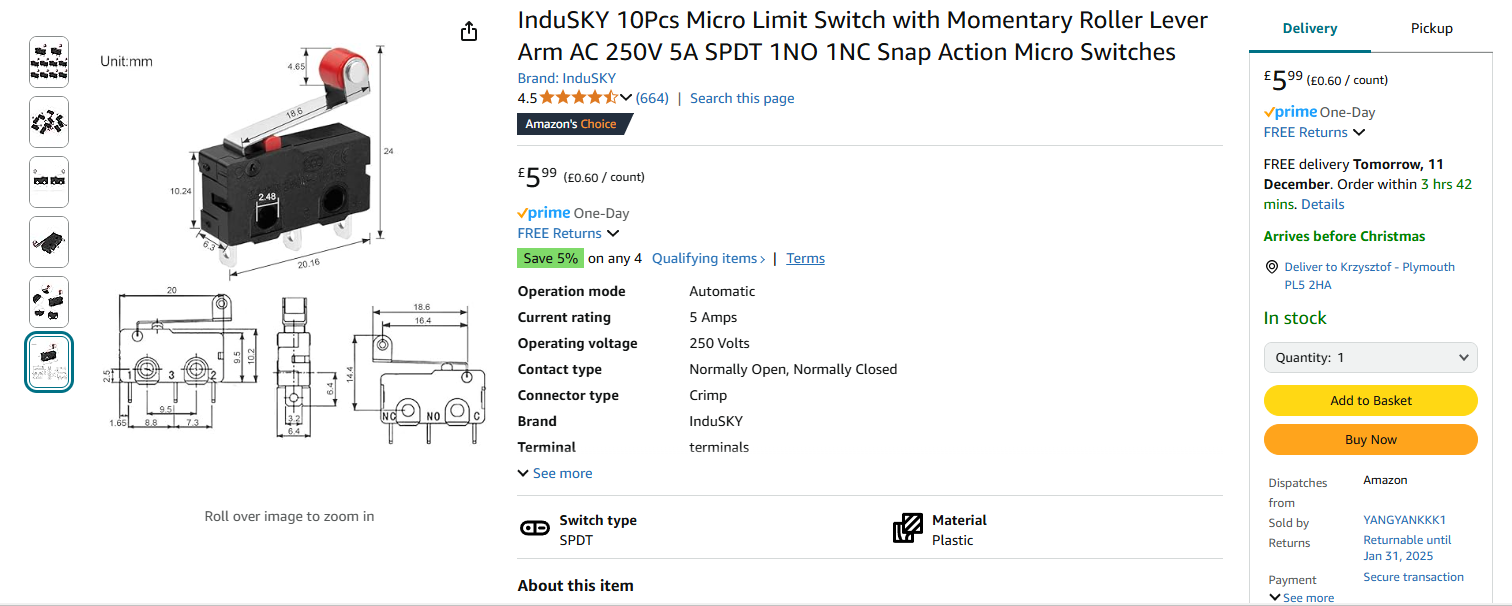 Unit:mm
4.65
18.6
24
10.24
2.48
6.3
20.16
20
9.5
10.2
2.5
1
3
2
9.5
1.65
8.8
7.3
6.4
3.2
6.4
18.6
16.4
14.4
NC
NO
C
Roll over image to zoom in
InduSKY 10Pcs Micro Limit Switch with Momentary Roller Lever
Arm AC 250V 5A SPDT 1NO 1NC Snap Action Micro Switches
Brand: InduSKY
4.5 (664) | Search this page
Amazon's Choice
£5 99 (£0.60 / count)
prime One-Day
FREE Returns
Save 5% on any 4 Qualifying items › | Terms
Operation mode Automatic
Current rating 5 Amps
Operating voltage 250 Volts
Contact type Normally Open, Normally Closed
Connector type Crimp
Brand InduSKY
Terminal terminals
See more
Switch type
SPDT
Material
Plastic
About this item
Delivery Pickup
£5 99 (£0.60 / count)
prime One-Day
FREE Returns
FREE delivery Tomorrow, 11
December. Order within 3 hrs 42
mins. Details
Arrives before Christmas
Deliver to Krzysztof - Plymouth
PL5 2HA
In stock
Quantity: 1
Add to Basket
Buy Now
Dispatches
from
Amazon
Sold by
YANGYANKKK1
Returns
Returnable until
Jan 31, 2025
Payment
Secure transaction
See more